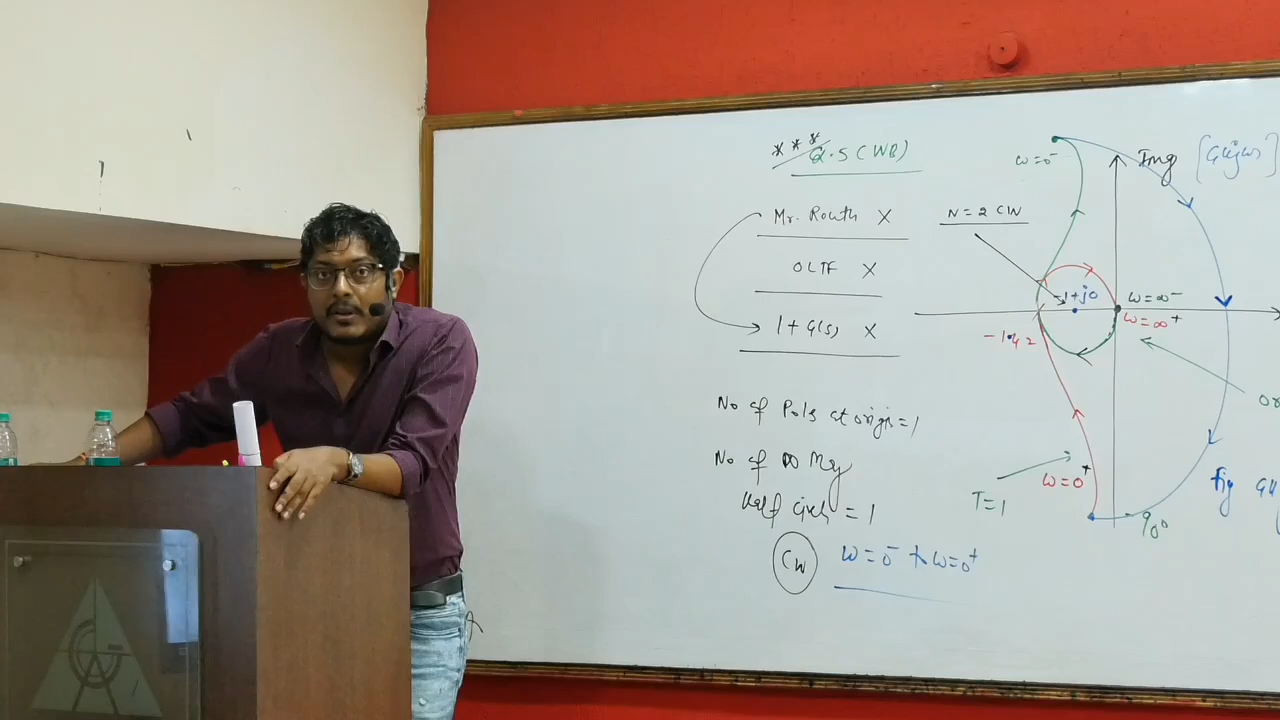 *** Q.5 (WB)
Mr. Routh X
OLTF X
1 + G(s) X
No of Pols at origin = 1
No of ∞ Mag
Half Circle = 1
CW ω = 0⁻ to ω = 0⁺
N = 2 CW
ω = 0⁻
Img [G(jω)]
-1 + j0
ω = ∞⁻
ω = ∞⁺
-1.42
ω = 0⁺
T = 1
-90°
fig